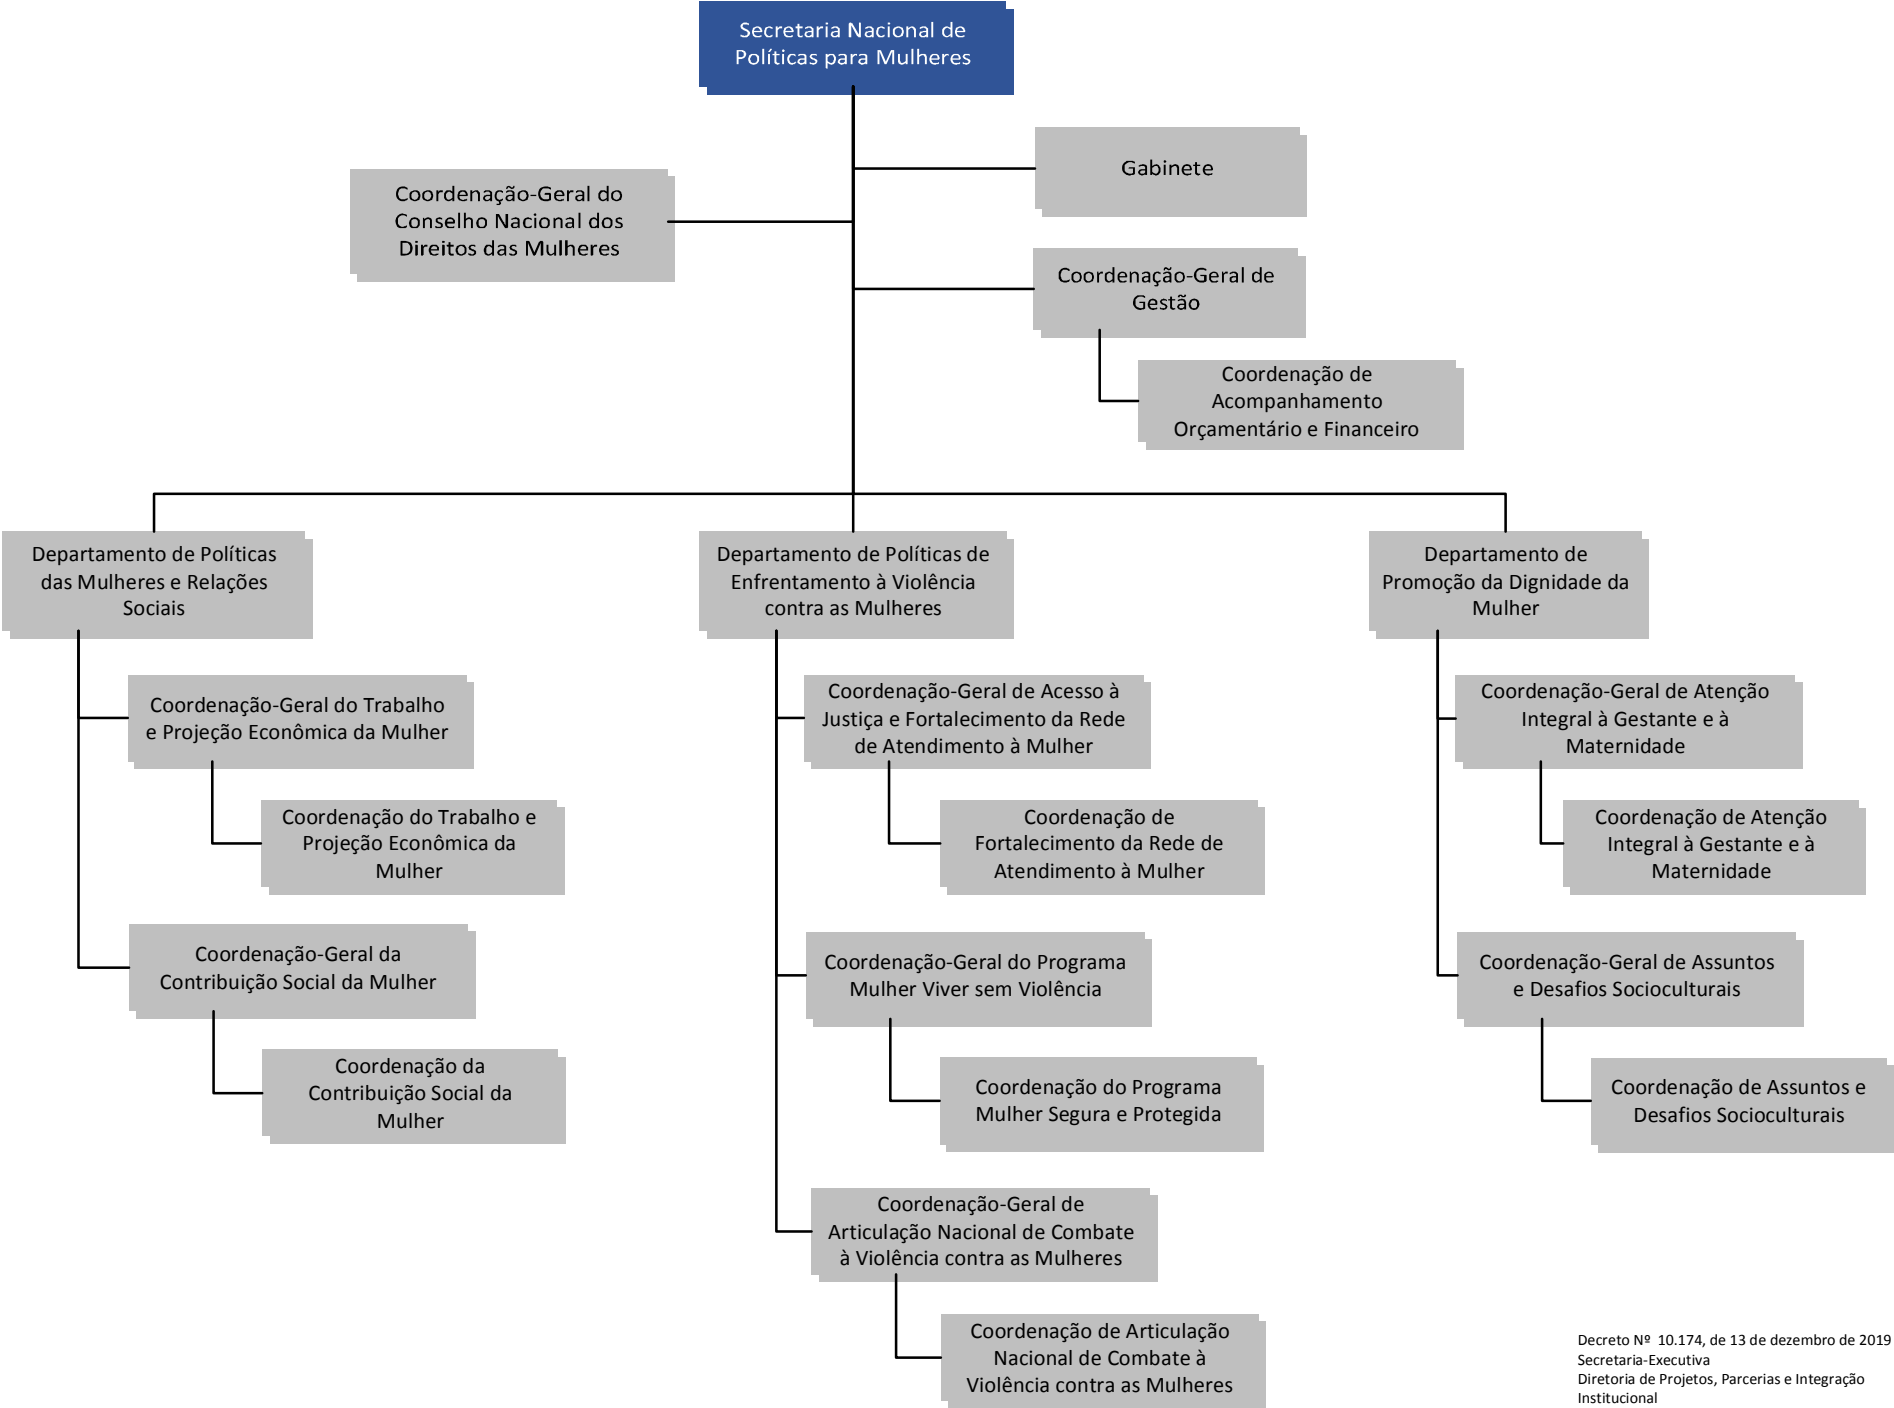 Secretaria Nacional de
Políticas para Mulheres
Gabinete
Coordenação-Geral do
Conselho Nacional dos
Direitos das Mulheres
Coordenação-Geral de
Gestão
Coordenação de
Acompanhamento
Orçamentário e Financeiro
Departamento de Políticas
das Mulheres e Relações
Sociais
Coordenação-Geral do Trabalho
e Projeção Econômica da Mulher
Coordenação do Trabalho e
Projeção Econômica da
Mulher
Coordenação-Geral da
Contribuição Social da Mulher
Coordenação da
Contribuição Social da
Mulher
Departamento de Políticas de
Enfrentamento à Violência
contra as Mulheres
Coordenação-Geral de Acesso à
Justiça e Fortalecimento da Rede
de Atendimento à Mulher
Coordenação de
Fortalecimento da Rede de
Atendimento à Mulher
Coordenação-Geral do Programa
Mulher Viver sem Violência
Coordenação do Programa
Mulher Segura e Protegida
Coordenação-Geral de
Articulação Nacional de Combate
à Violência contra as Mulheres
Coordenação de Articulação
Nacional de Combate à
Violência contra as Mulheres
Departamento de
Promoção da Dignidade da
Mulher
Coordenação-Geral de Atenção
Integral à Gestante e à
Maternidade
Coordenação de Atenção
Integral à Gestante e à
Maternidade
Coordenação-Geral de Assuntos
e Desafios Socioculturais
Coordenação de Assuntos e
Desafios Socioculturais
Decreto Nº 10.174, de 13 de dezembro de 2019
Secretaria-Executiva
Diretoria de Projetos, Parcerias e Integração
Institucional